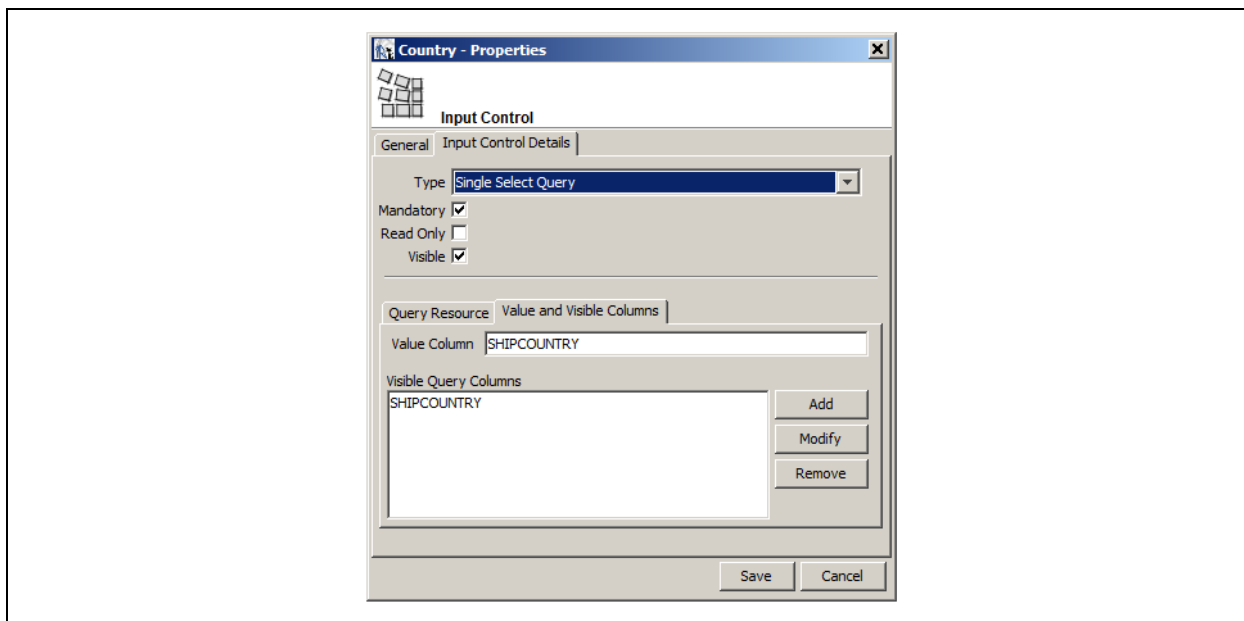 Country - Properties
Input Control
General Input Control Details
Type Single Select Query
Mandatory
Read Only
Visible
Query Resource Value and Visible Columns
Value Column SHIPCOUNTRY
Visible Query Columns
SHIPCOUNTRY
Add
Modify
Remove
Save Cancel